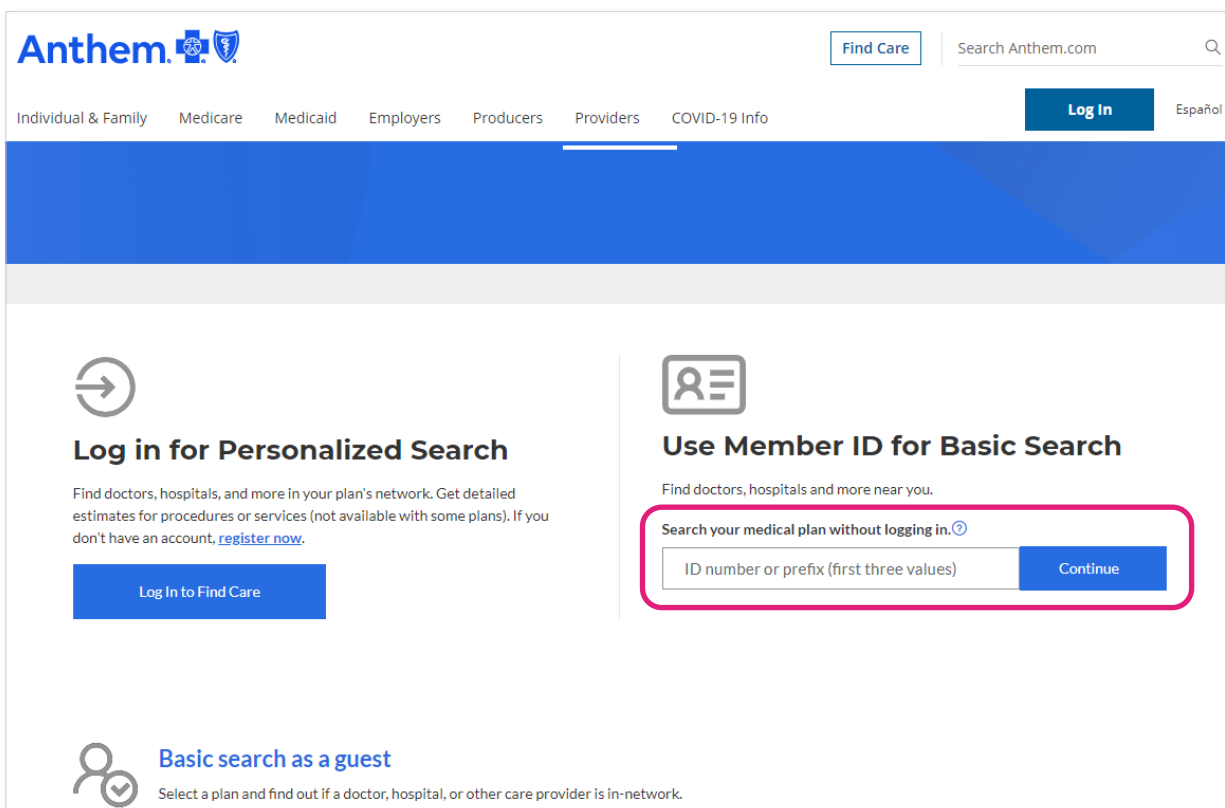 Anthem.
Find Care
Search Anthem.com
Individual & Family Medicare Medicaid Employers Producers Providers COVID-19 Info
Log In
Español
Log in for Personalized Search
Find doctors, hospitals, and more in your plan's network. Get detailed
estimates for procedures or services (not available with some plans). If you
don't have an account, register now.
Log In to Find Care
Use Member ID for Basic Search
Find doctors, hospitals and more near you.
Search your medical plan without logging in. ?
ID number or prefix (first three values)
Continue
Basic search as a guest
Select a plan and find out if a doctor, hospital, or other care provider is in-network.